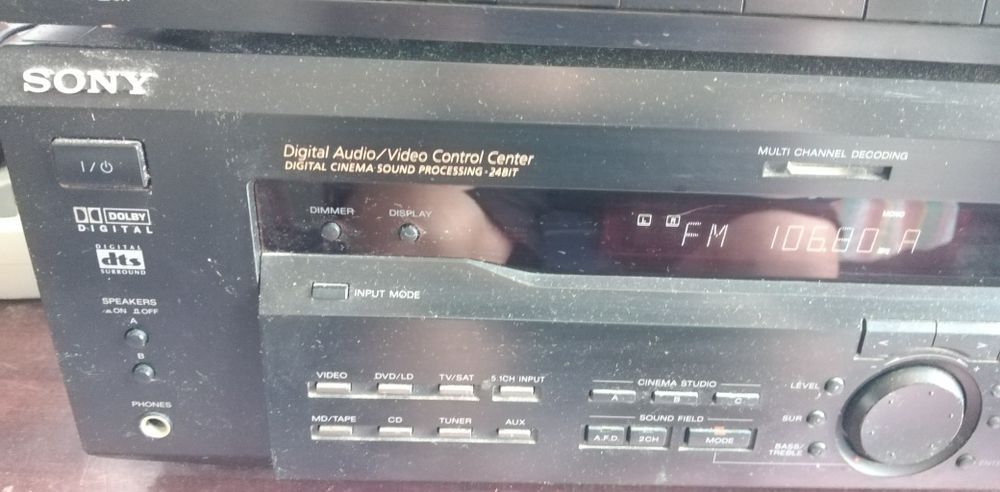 SONY
I/⏻
Digital Audio/Video Control Center
DIGITAL CINEMA SOUND PROCESSING · 24BIT
MULTI CHANNEL DECODING
DIMMER
DISPLAY
L R
MONO
FM 106.80 A
DOLBY
DIGITAL
DIGITAL
dts
SURROUND
INPUT MODE
SPEAKERS
ON OFF
A
B
PHONES
VIDEO DVD/LD TV/SAT 5.1CH INPUT
MD/TAPE CD TUNER AUX
CINEMA STUDIO
A B C
SOUND FIELD
A.F.D. 2CH MODE
LEVEL
SUR
BASS/
TREBLE
< >
+
ENTE